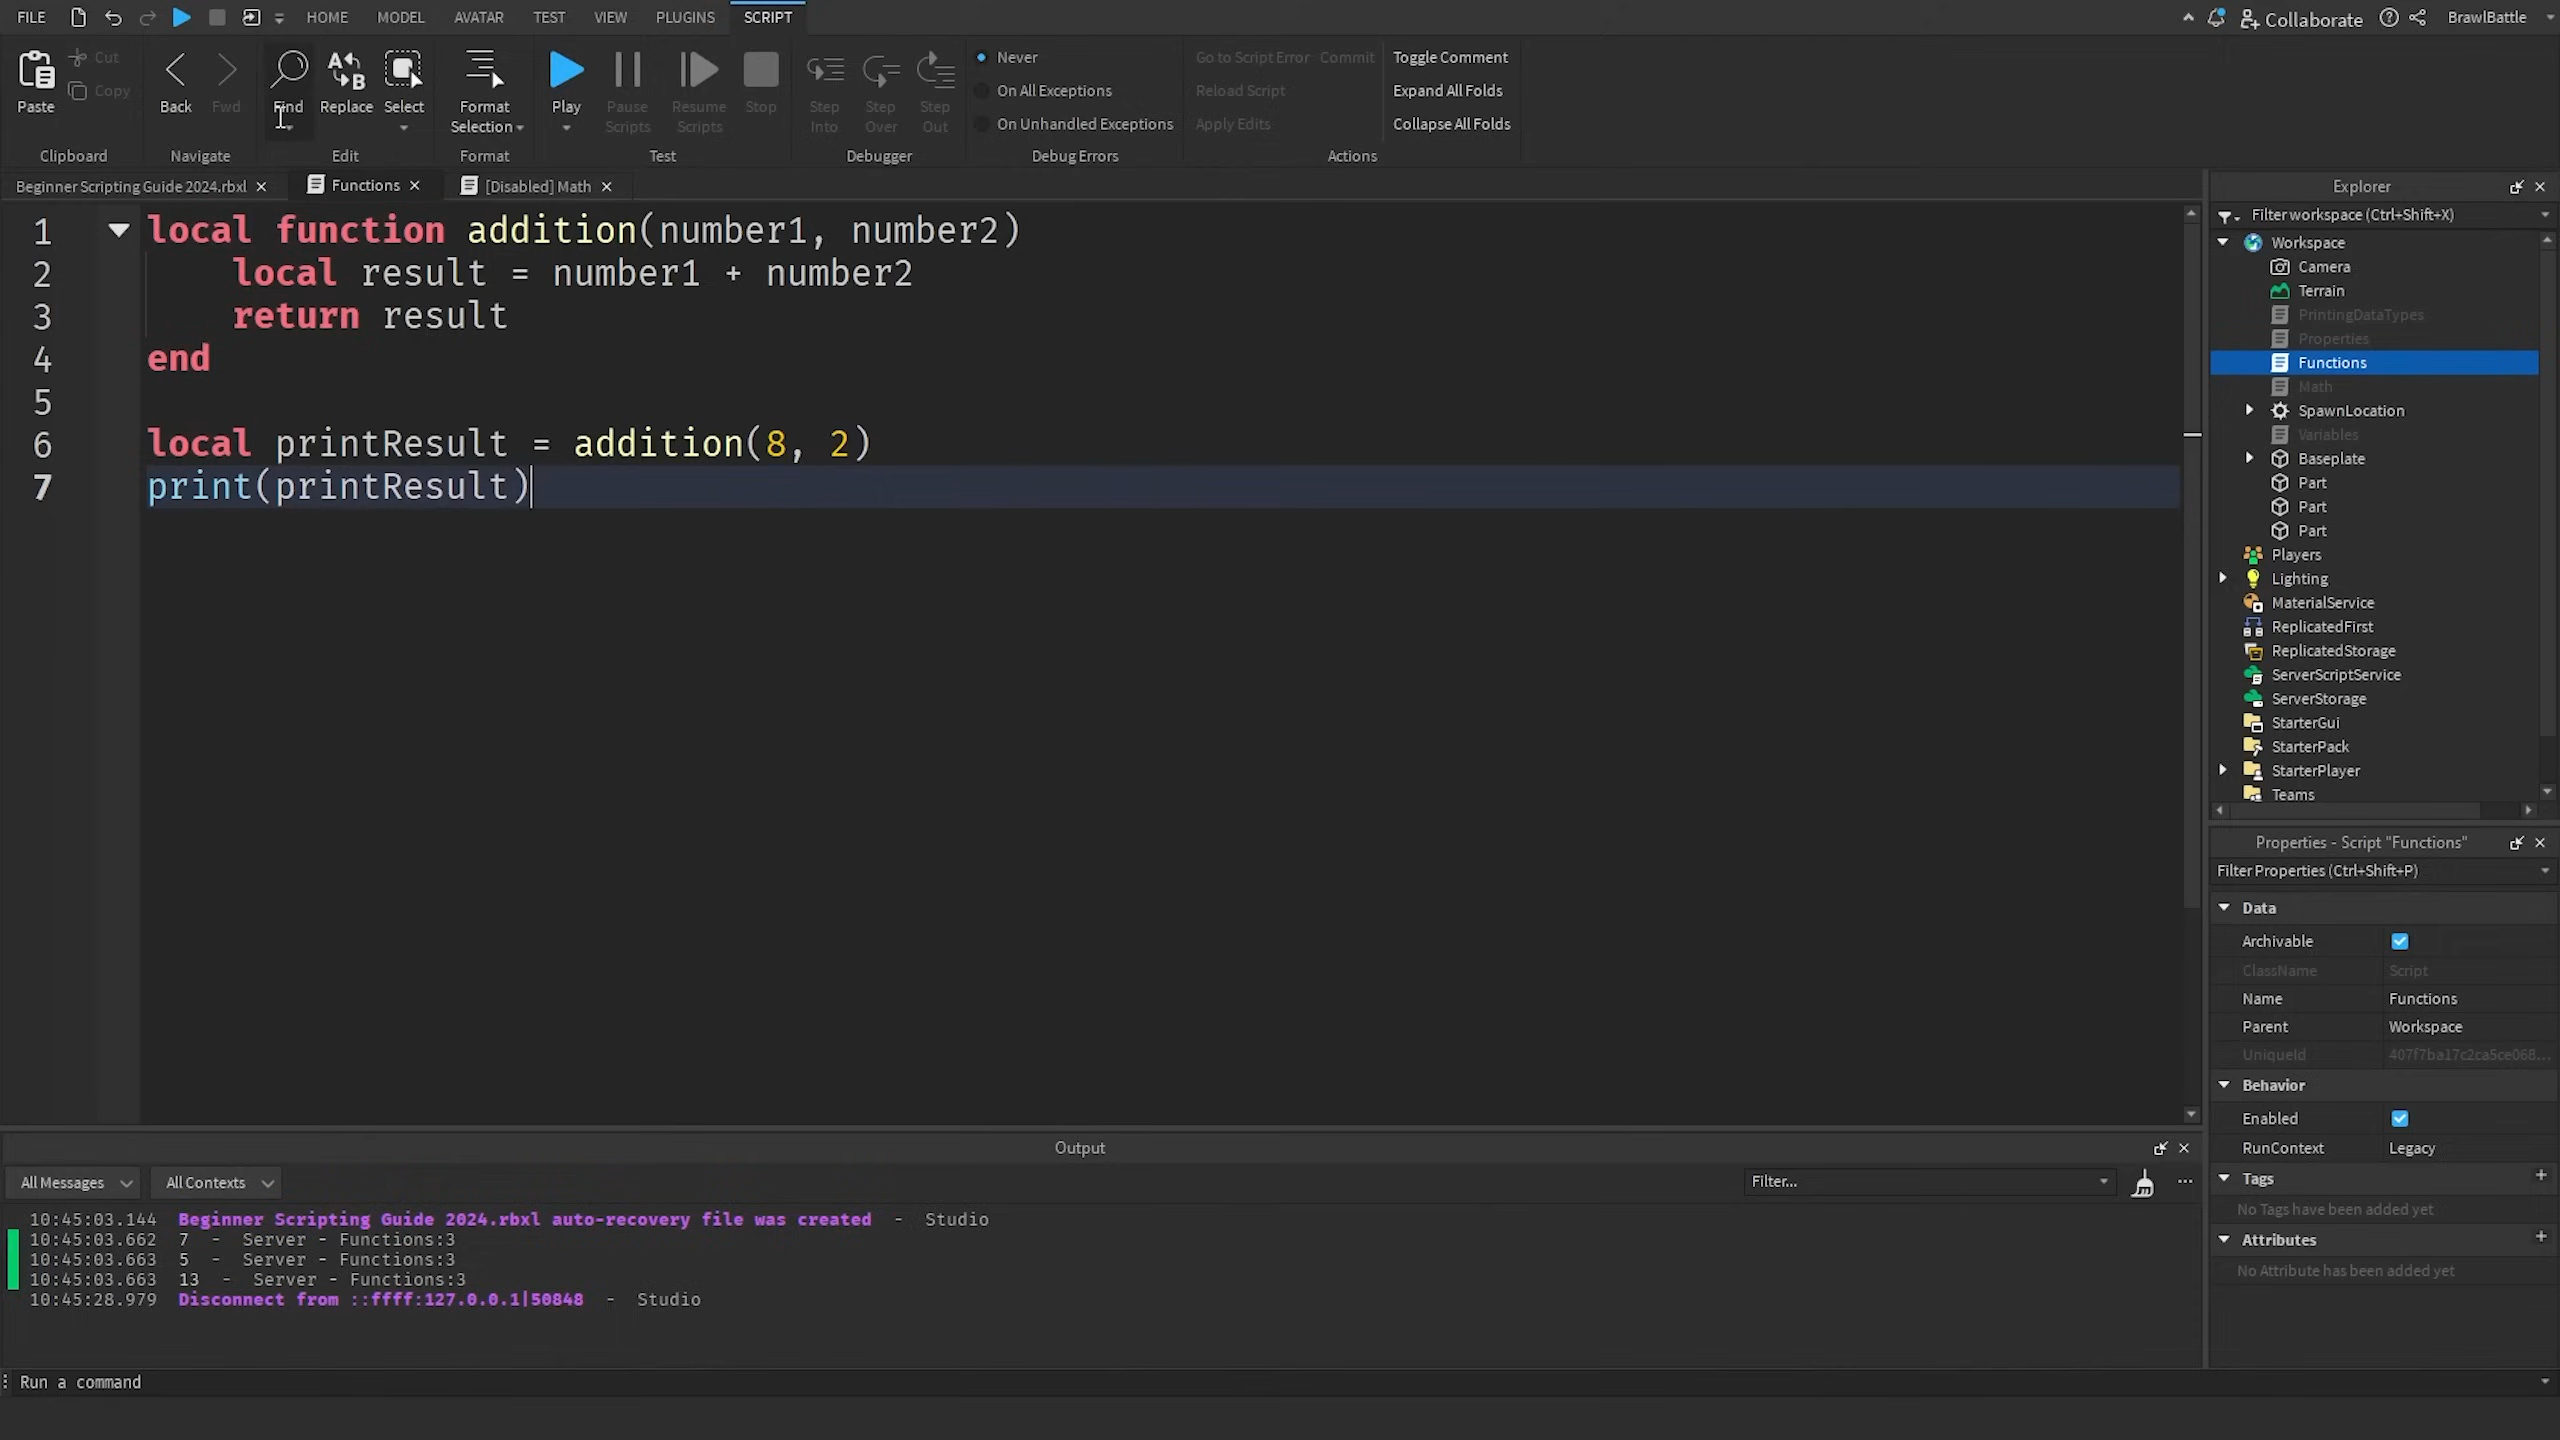 FILE HOME MODEL AVATAR TEST VIEW PLUGINS SCRIPT Collaborate BrawlBattle
Paste Cut Copy Back Fwd Find Replace Select Format Selection Play Pause Scripts Resume Scripts Stop Step Into Step Over Step Out
Never
On All Exceptions
On Unhandled Exceptions
Go to Script Error Commit
Reload Script
Apply Edits
Toggle Comment
Expand All Folds
Collapse All Folds
Clipboard Navigate Edit Format Test Debugger Debug Errors Actions
Beginner Scripting Guide 2024.rbxl Functions [Disabled] Math
1 local function addition(number1, number2)
2 local result = number1 + number2
3 return result
4 end
5
6 local printResult = addition(8, 2)
7 print(printResult)
Explorer
Filter workspace (Ctrl+Shift+X)
Workspace
Camera
Terrain
PrintingDataTypes
Properties
Functions
Math
SpawnLocation
Variables
Baseplate
Part
Part
Part
Players
Lighting
MaterialService
ReplicatedFirst
ReplicatedStorage
ServerScriptService
ServerStorage
StarterGui
StarterPack
StarterPlayer
Teams
Properties - Script "Functions"
Filter Properties (Ctrl+Shift+P)
Data
Archivable
ClassName Script
Name Functions
Parent Workspace
UniqueId 407f7ba17c2ca5ce068...
Behavior
Enabled
RunContext Legacy
Tags
No Tags have been added yet
Attributes
No Attribute has been added yet
Output
All Messages All Contexts Filter...
10:45:03.144 Beginner Scripting Guide 2024.rbxl auto-recovery file was created - Studio
10:45:03.662 7 - Server - Functions:3
10:45:03.663 5 - Server - Functions:3
10:45:03.663 13 - Server - Functions:3
10:45:28.979 Disconnect from ::ffff:127.0.0.1|50848 - Studio
Run a command